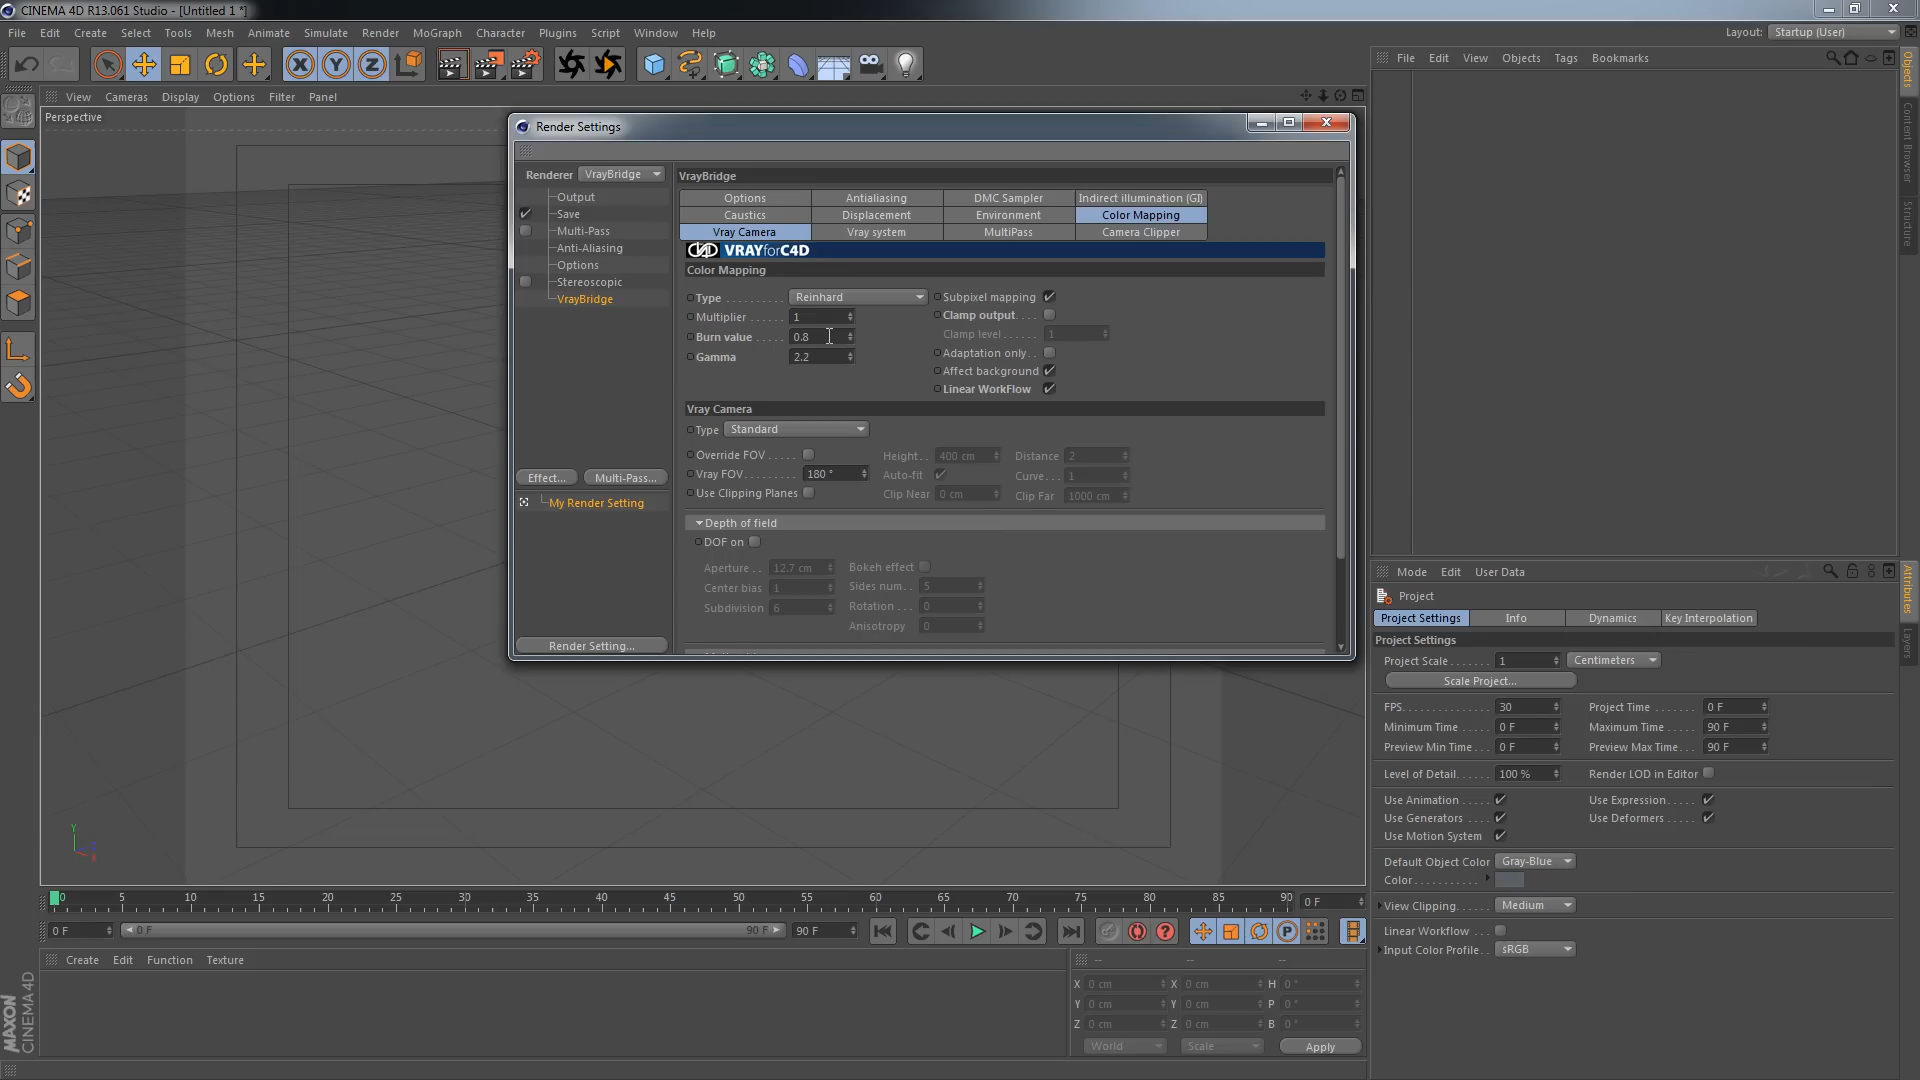 CINEMA 4D R13.061 Studio - [Untitled 1 *]
File Edit Create Select Tools Mesh Animate Simulate Render MoGraph Character Plugins Script Window Help
Layout: Startup (User)
View Cameras Display Options Filter Panel
Perspective
File Edit View Objects Tags Bookmarks
Objects
Content Browser
Structure
Render Settings
Renderer VrayBridge
Output
Save
Multi-Pass
Anti-Aliasing
Options
Stereoscopic
VrayBridge
Effect... Multi-Pass...
My Render Setting
Render Setting...
VrayBridge
Options Antialiasing DMC Sampler Indirect illumination (GI)
Caustics Displacement Environment Color Mapping
Vray Camera Vray system MultiPass Camera Clipper
VRAYforC4D
Color Mapping
Type . . . . . . . . . . Reinhard Subpixel mapping
Multiplier . . . . . . 1 Clamp output. . . .
Burn value . . . . . 0.8 Clamp level . . . . . . 1
Gamma 2.2 Adaptation only. .
Affect background
Linear WorkFlow
Vray Camera
Type Standard
Override FOV . . . . . Height. . 400 cm Distance 2
Vray FOV. . . . . . . . . 180 ° Auto-fit Curve. . . 1
Use Clipping Planes Clip Near 0 cm Clip Far 1000 cm
Depth of field
DOF on
Aperture . . 12.7 cm Bokeh effect
Center bias 1 Sides num. . 5
Subdivision 6 Rotation . . . 0
Anisotropy 0
Mode Edit User Data
Attributes
Layers
Project
Project Settings Info Dynamics Key Interpolation
Project Settings
Project Scale . . . . . . . 1 Centimeters
Scale Project...
FPS. . . . . . . . . . . . . . . 30 Project Time . . . . . . . 0 F
Minimum Time . . . . 0 F Maximum Time . . . . 90 F
Preview Min Time. . . 0 F Preview Max Time. . . 90 F
Level of Detail. . . . . . 100 % Render LOD in Editor
Use Animation . . . . . Use Expression. . . . .
Use Generators . . . . Use Deformers . . . . .
Use Motion System
Default Object Color Gray-Blue
Color . . . . . . . . . . .
View Clipping. . . . . . Medium
Linear Workflow . . .
Input Color Profile. . sRGB
Y
Z
X
0 5 10 15 20 25 30 35 40 45 50 55 60 65 70 75 80 85 90 0 F
0 F 0 F 90 F 90 F
Create Edit Function Texture
-- -- --
X 0 cm X 0 cm H 0 °
Y 0 cm Y 0 cm P 0 °
Z 0 cm Z 0 cm B 0 °
World Scale Apply
MAXON
CINEMA 4D